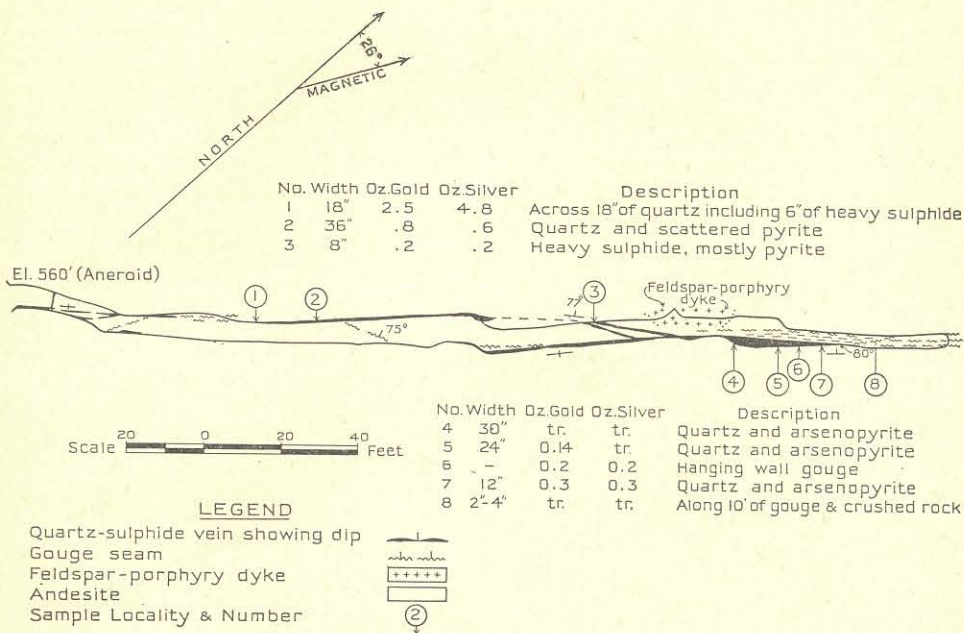 26°
MAGNETIC
NORTH
No. Width Oz.Gold Oz.Silver Description
1 18" 2.5 4.8 Across 18" of quartz including 6" of heavy sulphide
2 36" .8 .6 Quartz and scattered pyrite
3 8" .2 .2 Heavy sulphide, mostly pyrite
El. 560' (Aneroid)
1
2
77°
3
Feldspar-porphyry
dyke
75°
80°
4
5
6
7
8
20 0 20 40
Scale Feet
No. Width Oz.Gold Oz.Silver Description
4 30" tr. tr. Quartz and arsenopyrite
5 24" 0.14 tr. Quartz and arsenopyrite
6 - 0.2 0.2 Hanging wall gouge
7 12" 0.3 0.3 Quartz and arsenopyrite
8 2"-4" tr. tr. Along 10' of gouge & crushed rock
LEGEND
Quartz-sulphide vein showing dip
Gouge seam
Feldspar-porphyry dyke
Andesite
Sample Locality & Number 2